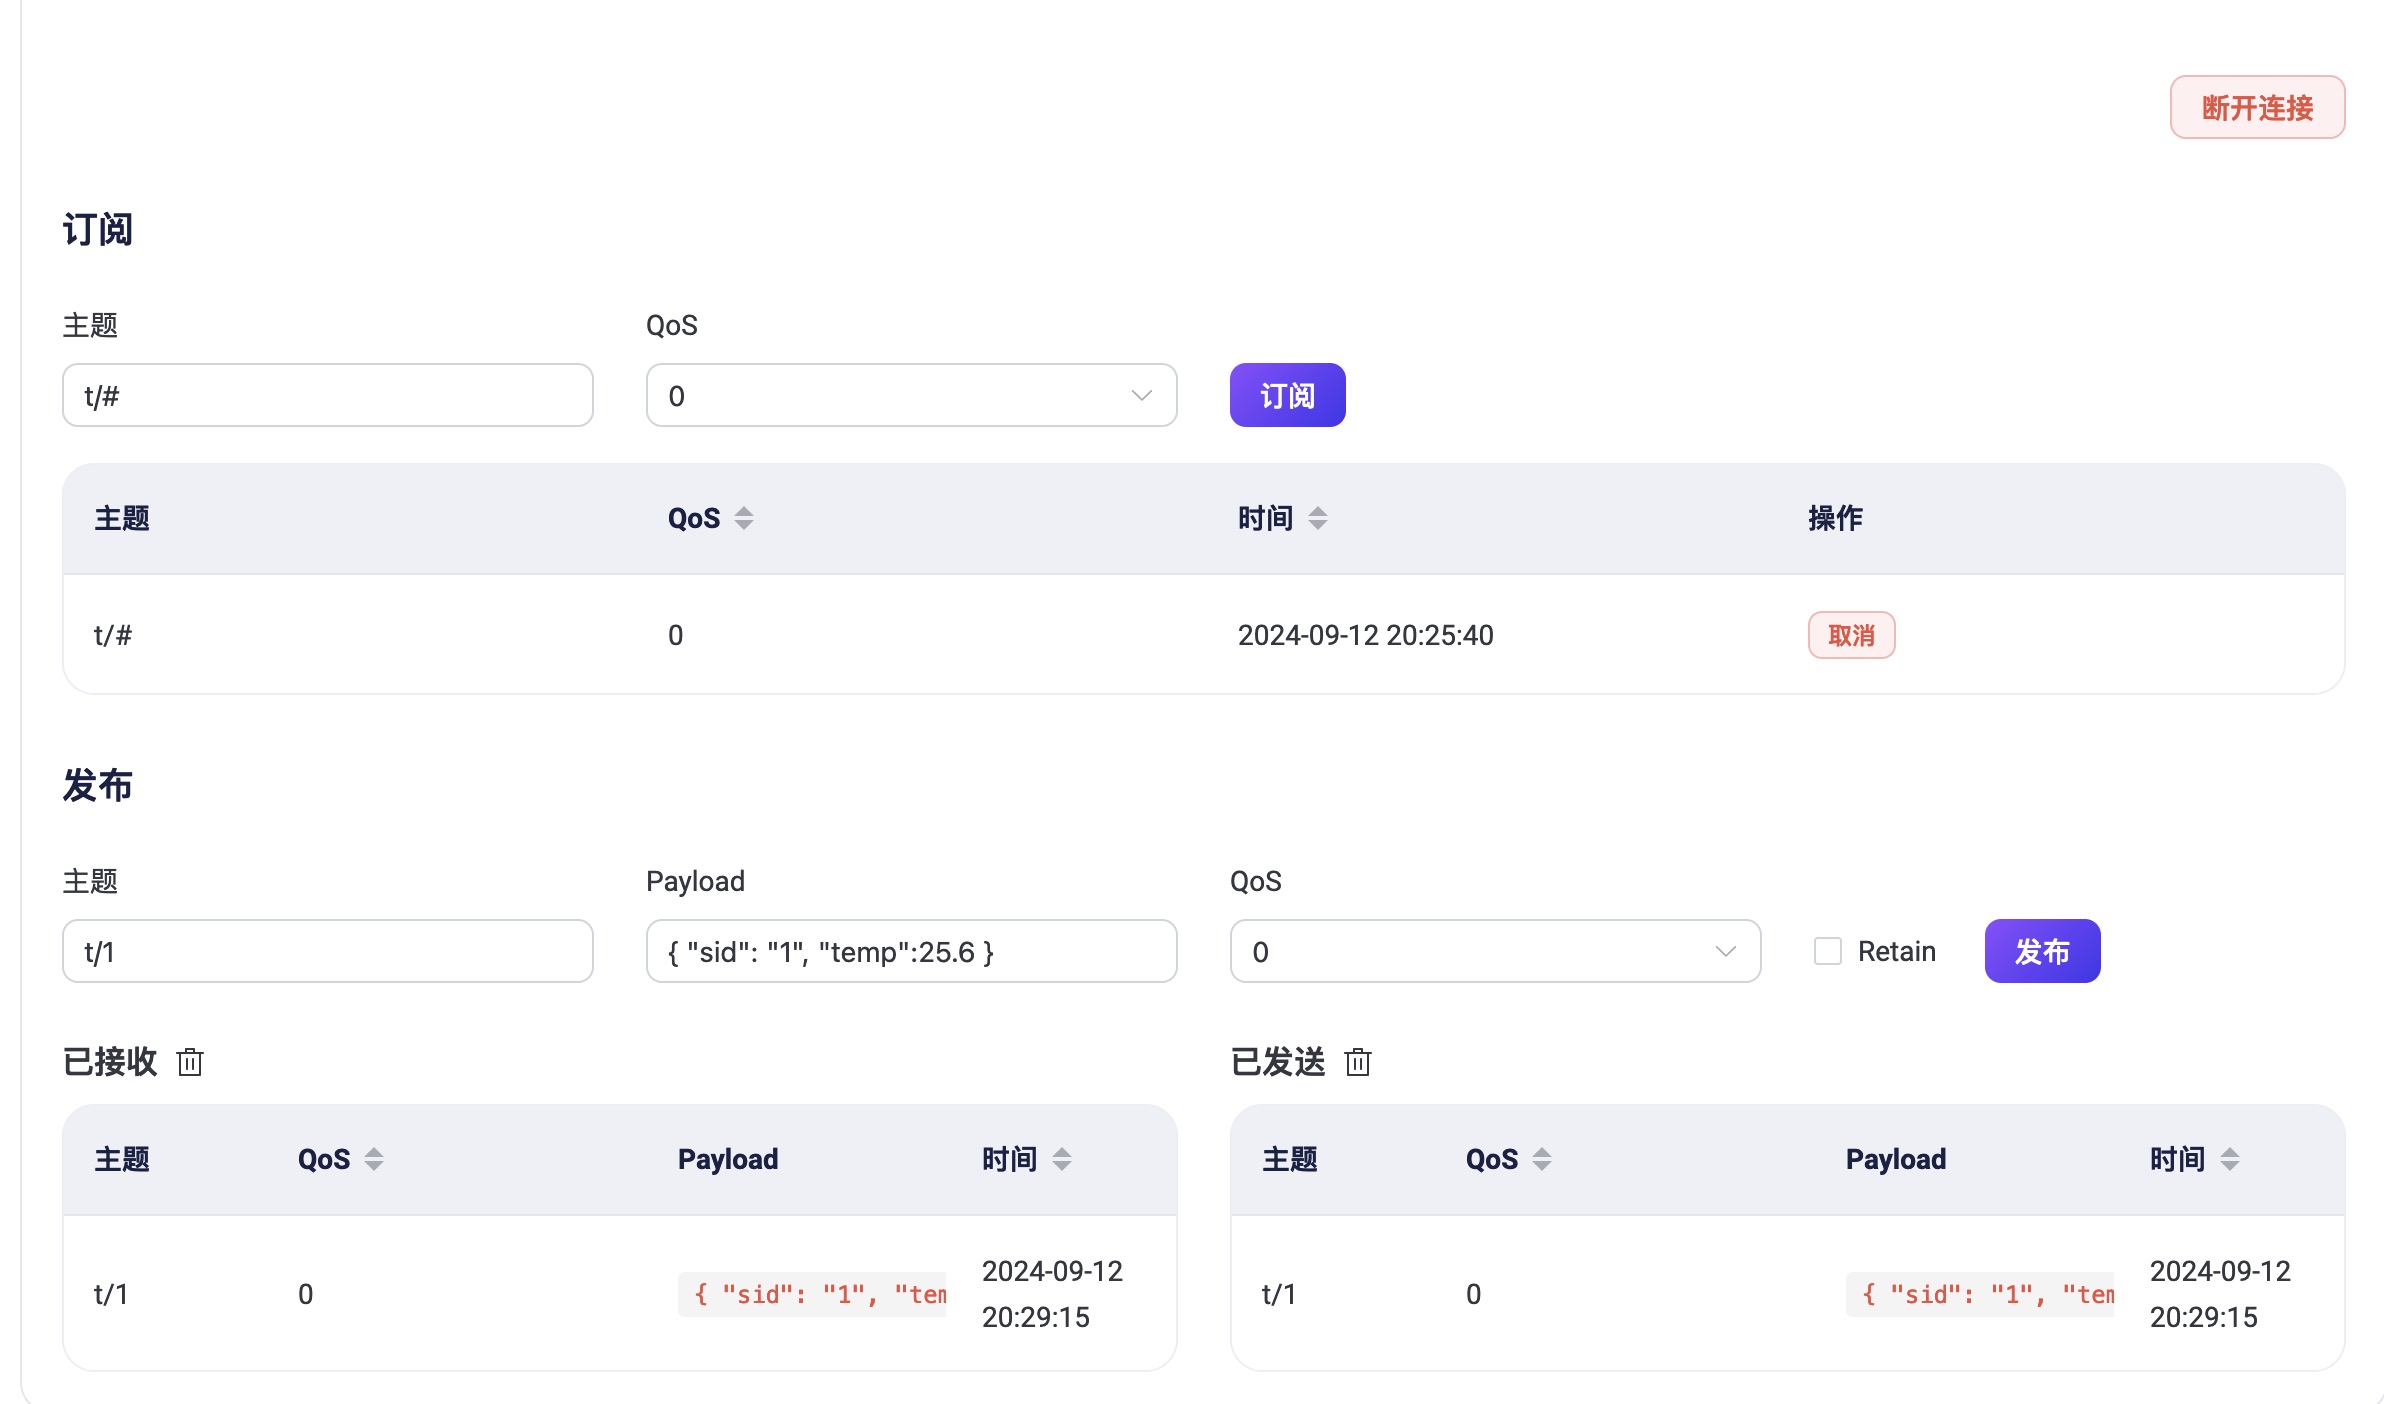 断开连接
订阅
主题 QoS
t/# 0 订阅
主题 QoS 时间 操作
t/# 0 2024-09-12 20:25:40 取消
发布
主题 Payload QoS
t/1 { "sid": "1", "temp":25.6 } 0 Retain 发布
已接收 已发送
主题 QoS Payload 时间
t/1 0 { "sid": "1", "tem 2024-09-12
20:29:15
主题 QoS Payload 时间
t/1 0 { "sid": "1", "tem 2024-09-12
20:29:15